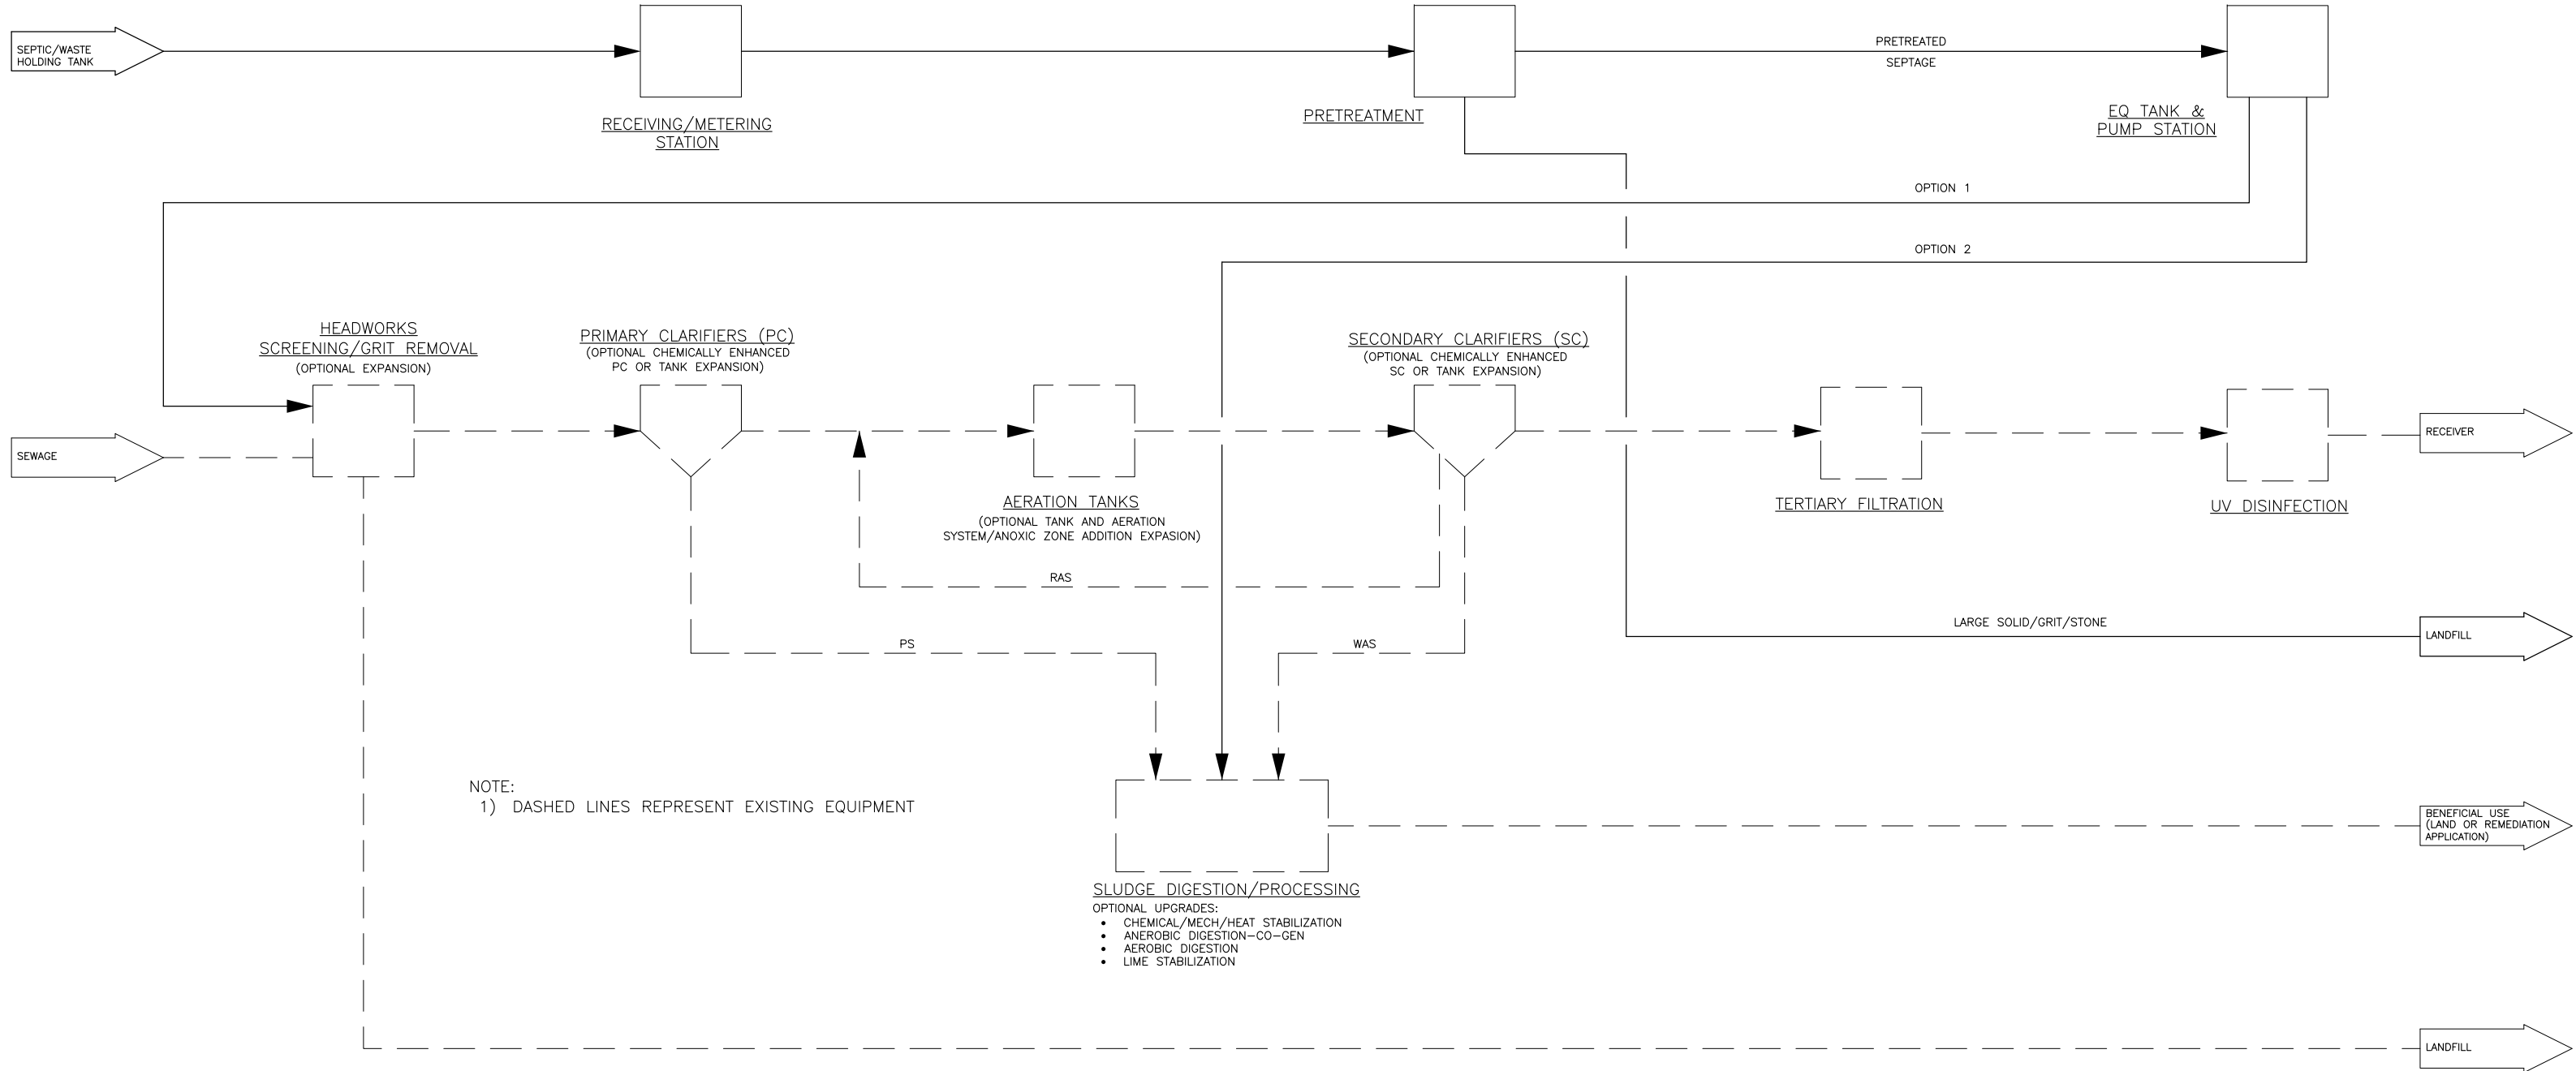 SEPTIC/WASTE
HOLDING TANK
RECEIVING/METERING
STATION
PRETREATMENT
PRETREATED
SEPTAGE
EQ TANK &
PUMP STATION
OPTION 1
OPTION 2
HEADWORKS
SCREENING/GRIT REMOVAL
(OPTIONAL EXPANSION)
PRIMARY CLARIFIERS (PC)
(OPTIONAL CHEMICALLY ENHANCED
PC OR TANK EXPANSION)
SECONDARY CLARIFIERS (SC)
(OPTIONAL CHEMICALLY ENHANCED
SC OR TANK EXPANSION)
SEWAGE
RECEIVER
AERATION TANKS
(OPTIONAL TANK AND AERATION
SYSTEM/ANOXIC ZONE ADDITION EXPASION)
TERTIARY FILTRATION
UV DISINFECTION
RAS
PS
WAS
LARGE SOLID/GRIT/STONE
LANDFILL
NOTE:
1) DASHED LINES REPRESENT EXISTING EQUIPMENT
BENEFICIAL USE
(LAND OR REMEDIATION
APPLICATION)
SLUDGE DIGESTION/PROCESSING
OPTIONAL UPGRADES:
• CHEMICAL/MECH/HEAT STABILIZATION
• ANEROBIC DIGESTION-CO-GEN
• AEROBIC DIGESTION
• LIME STABILIZATION
LANDFILL